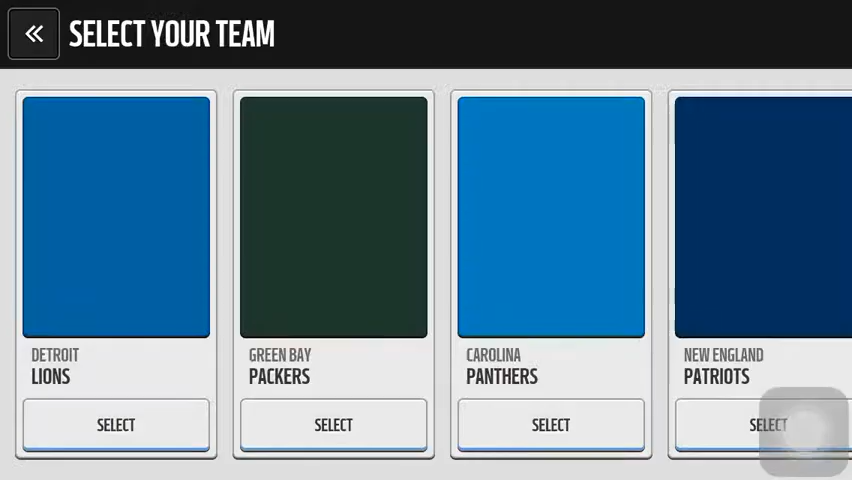 SELECT YOUR TEAM
DETROIT
LIONS
SELECT
GREEN BAY
PACKERS
SELECT
CAROLINA
PANTHERS
SELECT
NEW ENGLAND
PATRIOTS
SELECT